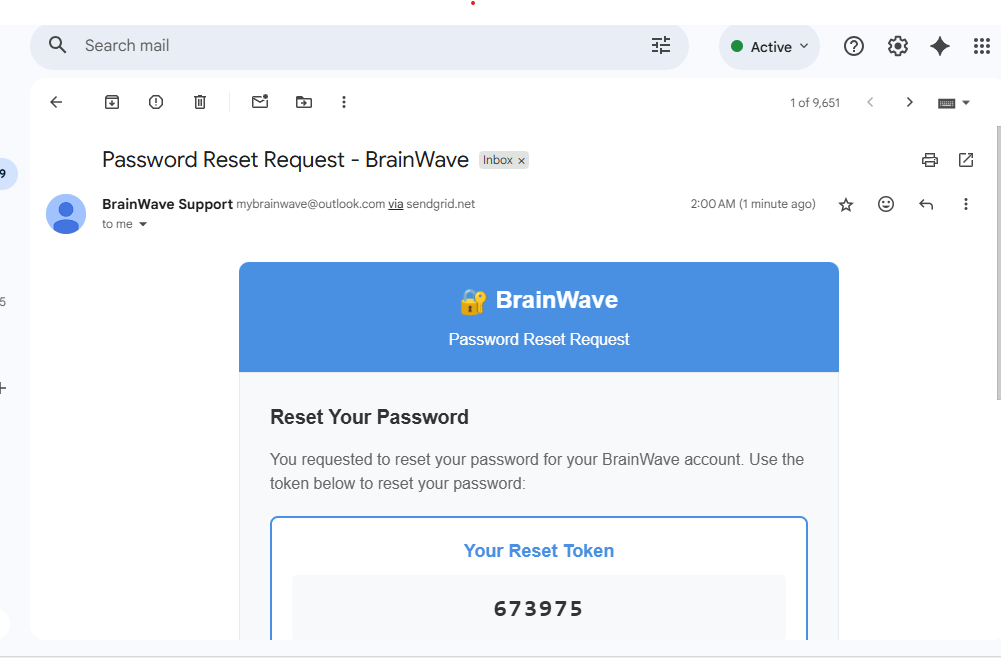 Search mail
Active
1 of 9,651
Password Reset Request - BrainWave
Inbox ×
9
BrainWave Support mybrainwave@outlook.com via sendgrid.net
2:00 AM (1 minute ago)
to me
🔐 BrainWave
Password Reset Request
5
Reset Your Password
You requested to reset your password for your BrainWave account. Use the
token below to reset your password:
Your Reset Token
673975